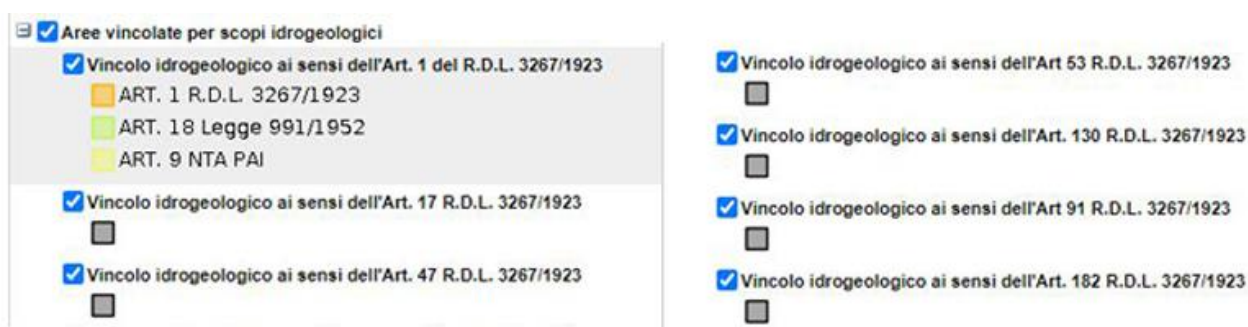 Aree vincolate per scopi idrogeologici
Vincolo idrogeologico ai sensi dell'Art. 1 del R.D.L. 3267/1923
ART. 1 R.D.L. 3267/1923
ART. 18 Legge 991/1952
ART. 9 NTA PAI
Vincolo idrogeologico ai sensi dell'Art. 17 R.D.L. 3267/1923
Vincolo idrogeologico ai sensi dell'Art. 47 R.D.L. 3267/1923
Vincolo idrogeologico ai sensi dell'Art 53 R.D.L. 3267/1923
Vincolo idrogeologico ai sensi dell'Art. 130 R.D.L. 3267/1923
Vincolo idrogeologico ai sensi dell'Art 91 R.D.L. 3267/1923
Vincolo idrogeologico ai sensi dell'Art. 182 R.D.L. 3267/1923